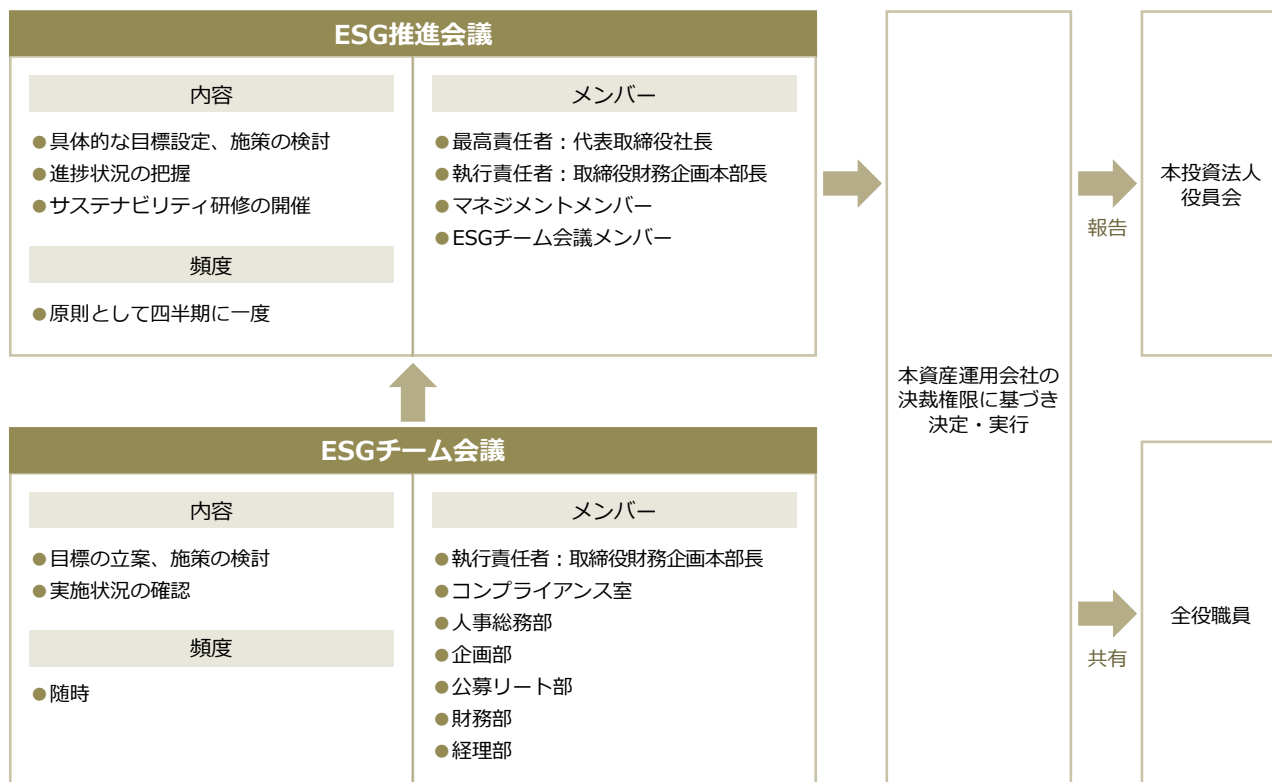 ESG推進会議
内容
●具体的な目標設定、施策の検討
●進捗状況の把握
●サステナビリティ研修の開催
頻度
●原則として四半期に一度
メンバー
●最高責任者：代表取締役社長
●執行責任者：取締役財務企画本部長
●マネジメントメンバー
●ESGチーム会議メンバー
ESGチーム会議
内容
●目標の立案、施策の検討
●実施状況の確認
頻度
●随時
メンバー
●執行責任者：取締役財務企画本部長
●コンプライアンス室
●人事総務部
●企画部
●公募リート部
●財務部
●経理部
本資産運用会社の
決裁権限に基づき
決定・実行
報告
本投資法人
役員会
共有
全役職員